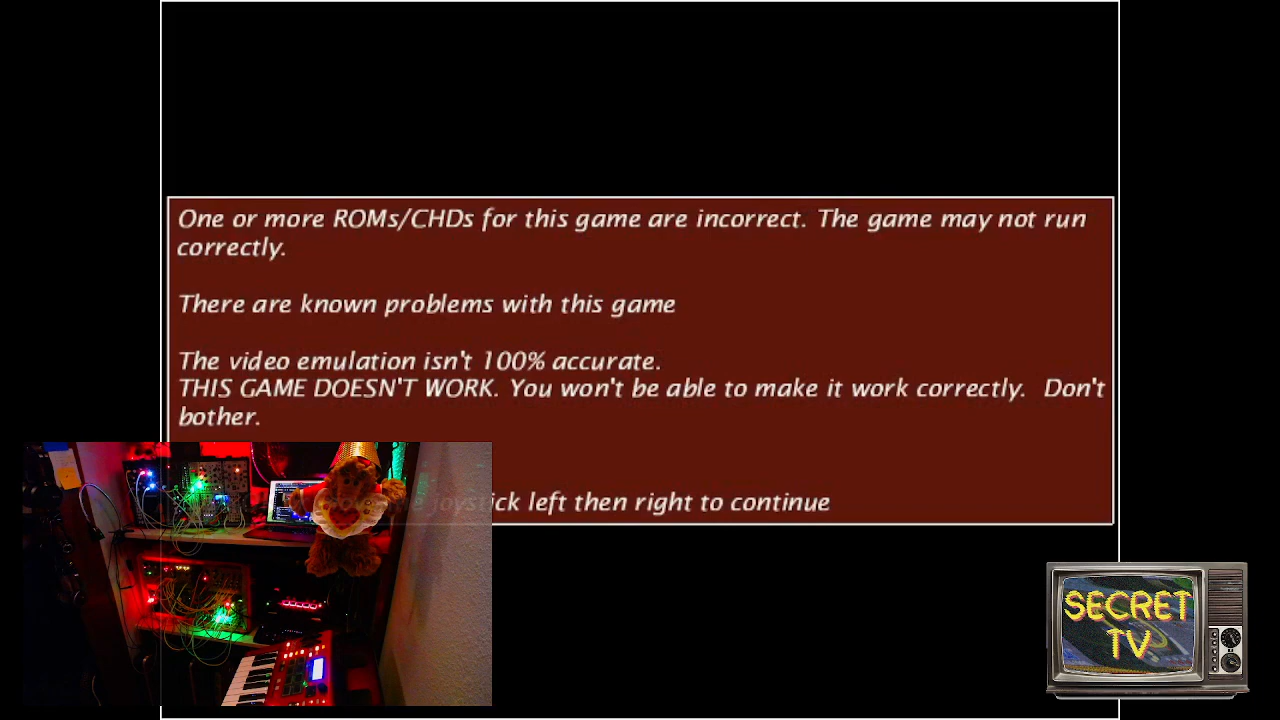 One or more ROMs/CHDs for this game are incorrect. The game may not run
correctly.
There are known problems with this game
The video emulation isn't 100% accurate.
THIS GAME DOESN'T WORK. You won't be able to make it work correctly. Don't
bother.
joystick left then right to continue
SECRET
TV